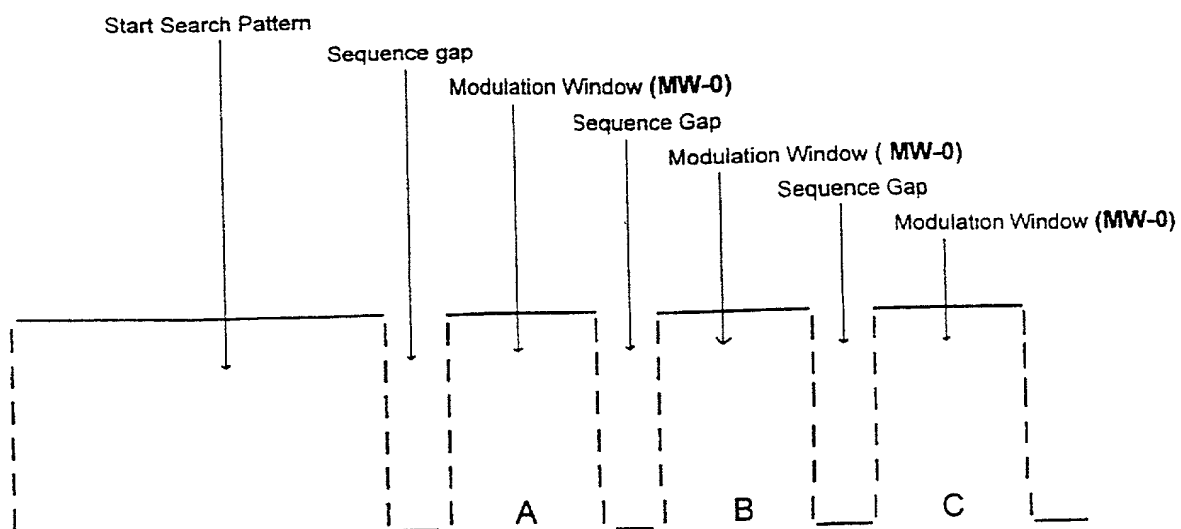 Start Search Pattern
Sequence gap
Modulation Window (MW-0)
Sequence Gap
Modulation Window ( MW-0)
Sequence Gap
Modulation Window (MW-0)
A
B
C